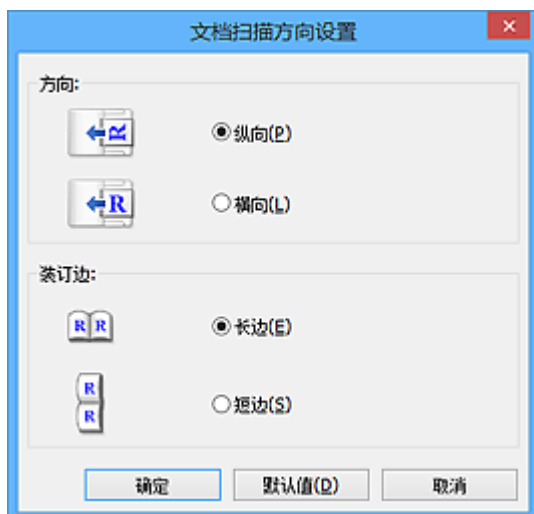 文档扫描方向设置
方向:
R
纵向(P)
R
横向(L)
装订边:
R R
长边(E)
R
R
短边(S)
确定 默认值(D) 取消